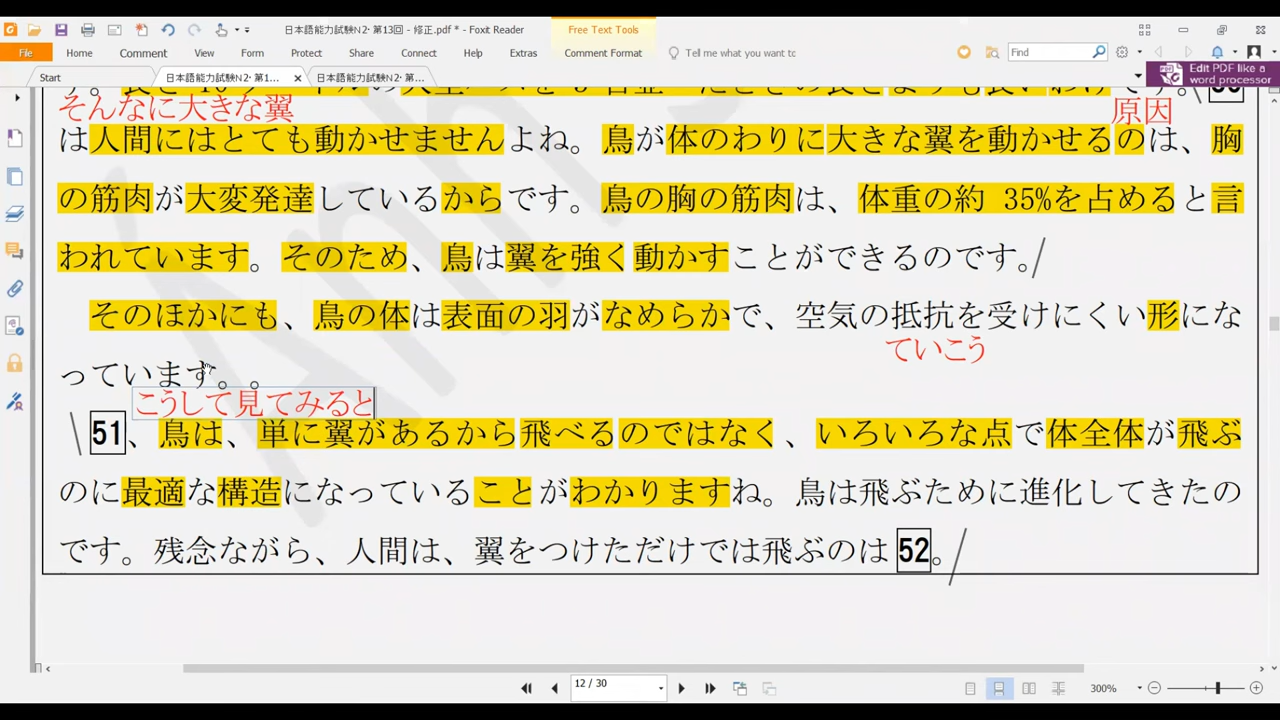 日本語能力試験N2· 第13回 - 修正.pdf * - Foxit Reader
Free Text Tools
File
Home
Comment
View
Form
Protect
Share
Connect
Help
Extras
Comment Format
Tell me what you want to
Find
Start
日本語能力試験N2· 第1...
日本語能力試験N2· 第...
Edit PDF like a
word processor
そんなに大きな翼
原因
は人間にはとても動かせませんよね。鳥が体のわりに大きな翼を動かせるのは、胸
の筋肉が大変発達しているからです。鳥の胸の筋肉は、体重の約 35%を占めると言
われています。そのため、鳥は翼を強く動かすことができるのです。/
そのほかにも、鳥の体は表面の羽がなめらかで、空気の抵抗を受けにくい形にな
ていこう
っています。。
こうして見てみると
\ 51、鳥は、単に翼があるから飛べるのではなく 、いろいろな点で体全体が飛ぶ
のに最適な構造になっていることがわかりますね。鳥は飛ぶために進化してきたの
です。残念ながら、人間は、翼をつけただけでは飛ぶのは 52。/
12 / 30
300%